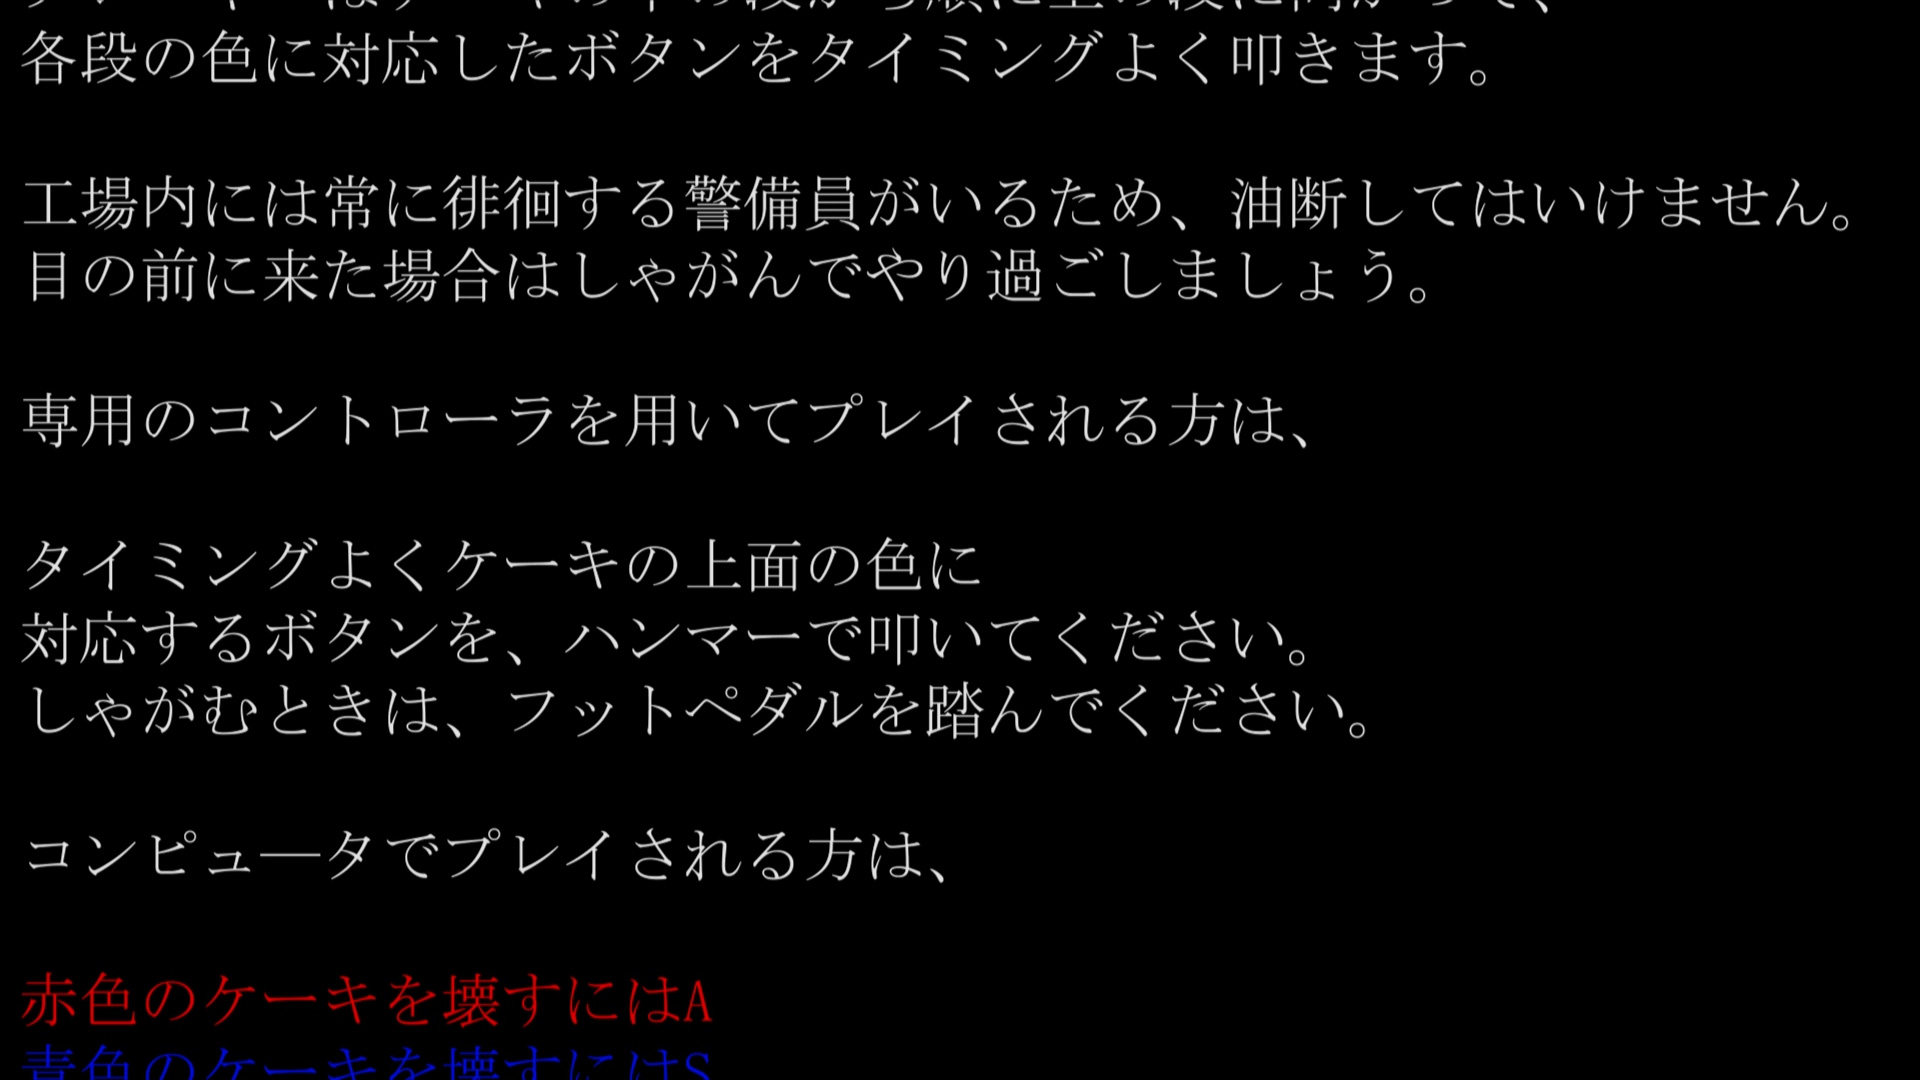 各段の色に対応したボタンをタイミングよく叩きます。
工場内には常に徘徊する警備員がいるため、油断してはいけません。
目の前に来た場合はしゃがんでやり過ごしましょう。
専用のコントローラを用いてプレイされる方は、
タイミングよくケーキの上面の色に
対応するボタンを、ハンマーで叩いてください。
しゃがむときは、フットペダルを踏んでください。
コンピュ―タでプレイされる方は、
赤色のケーキを壊すにはA
青色のケーキを壊すにはS